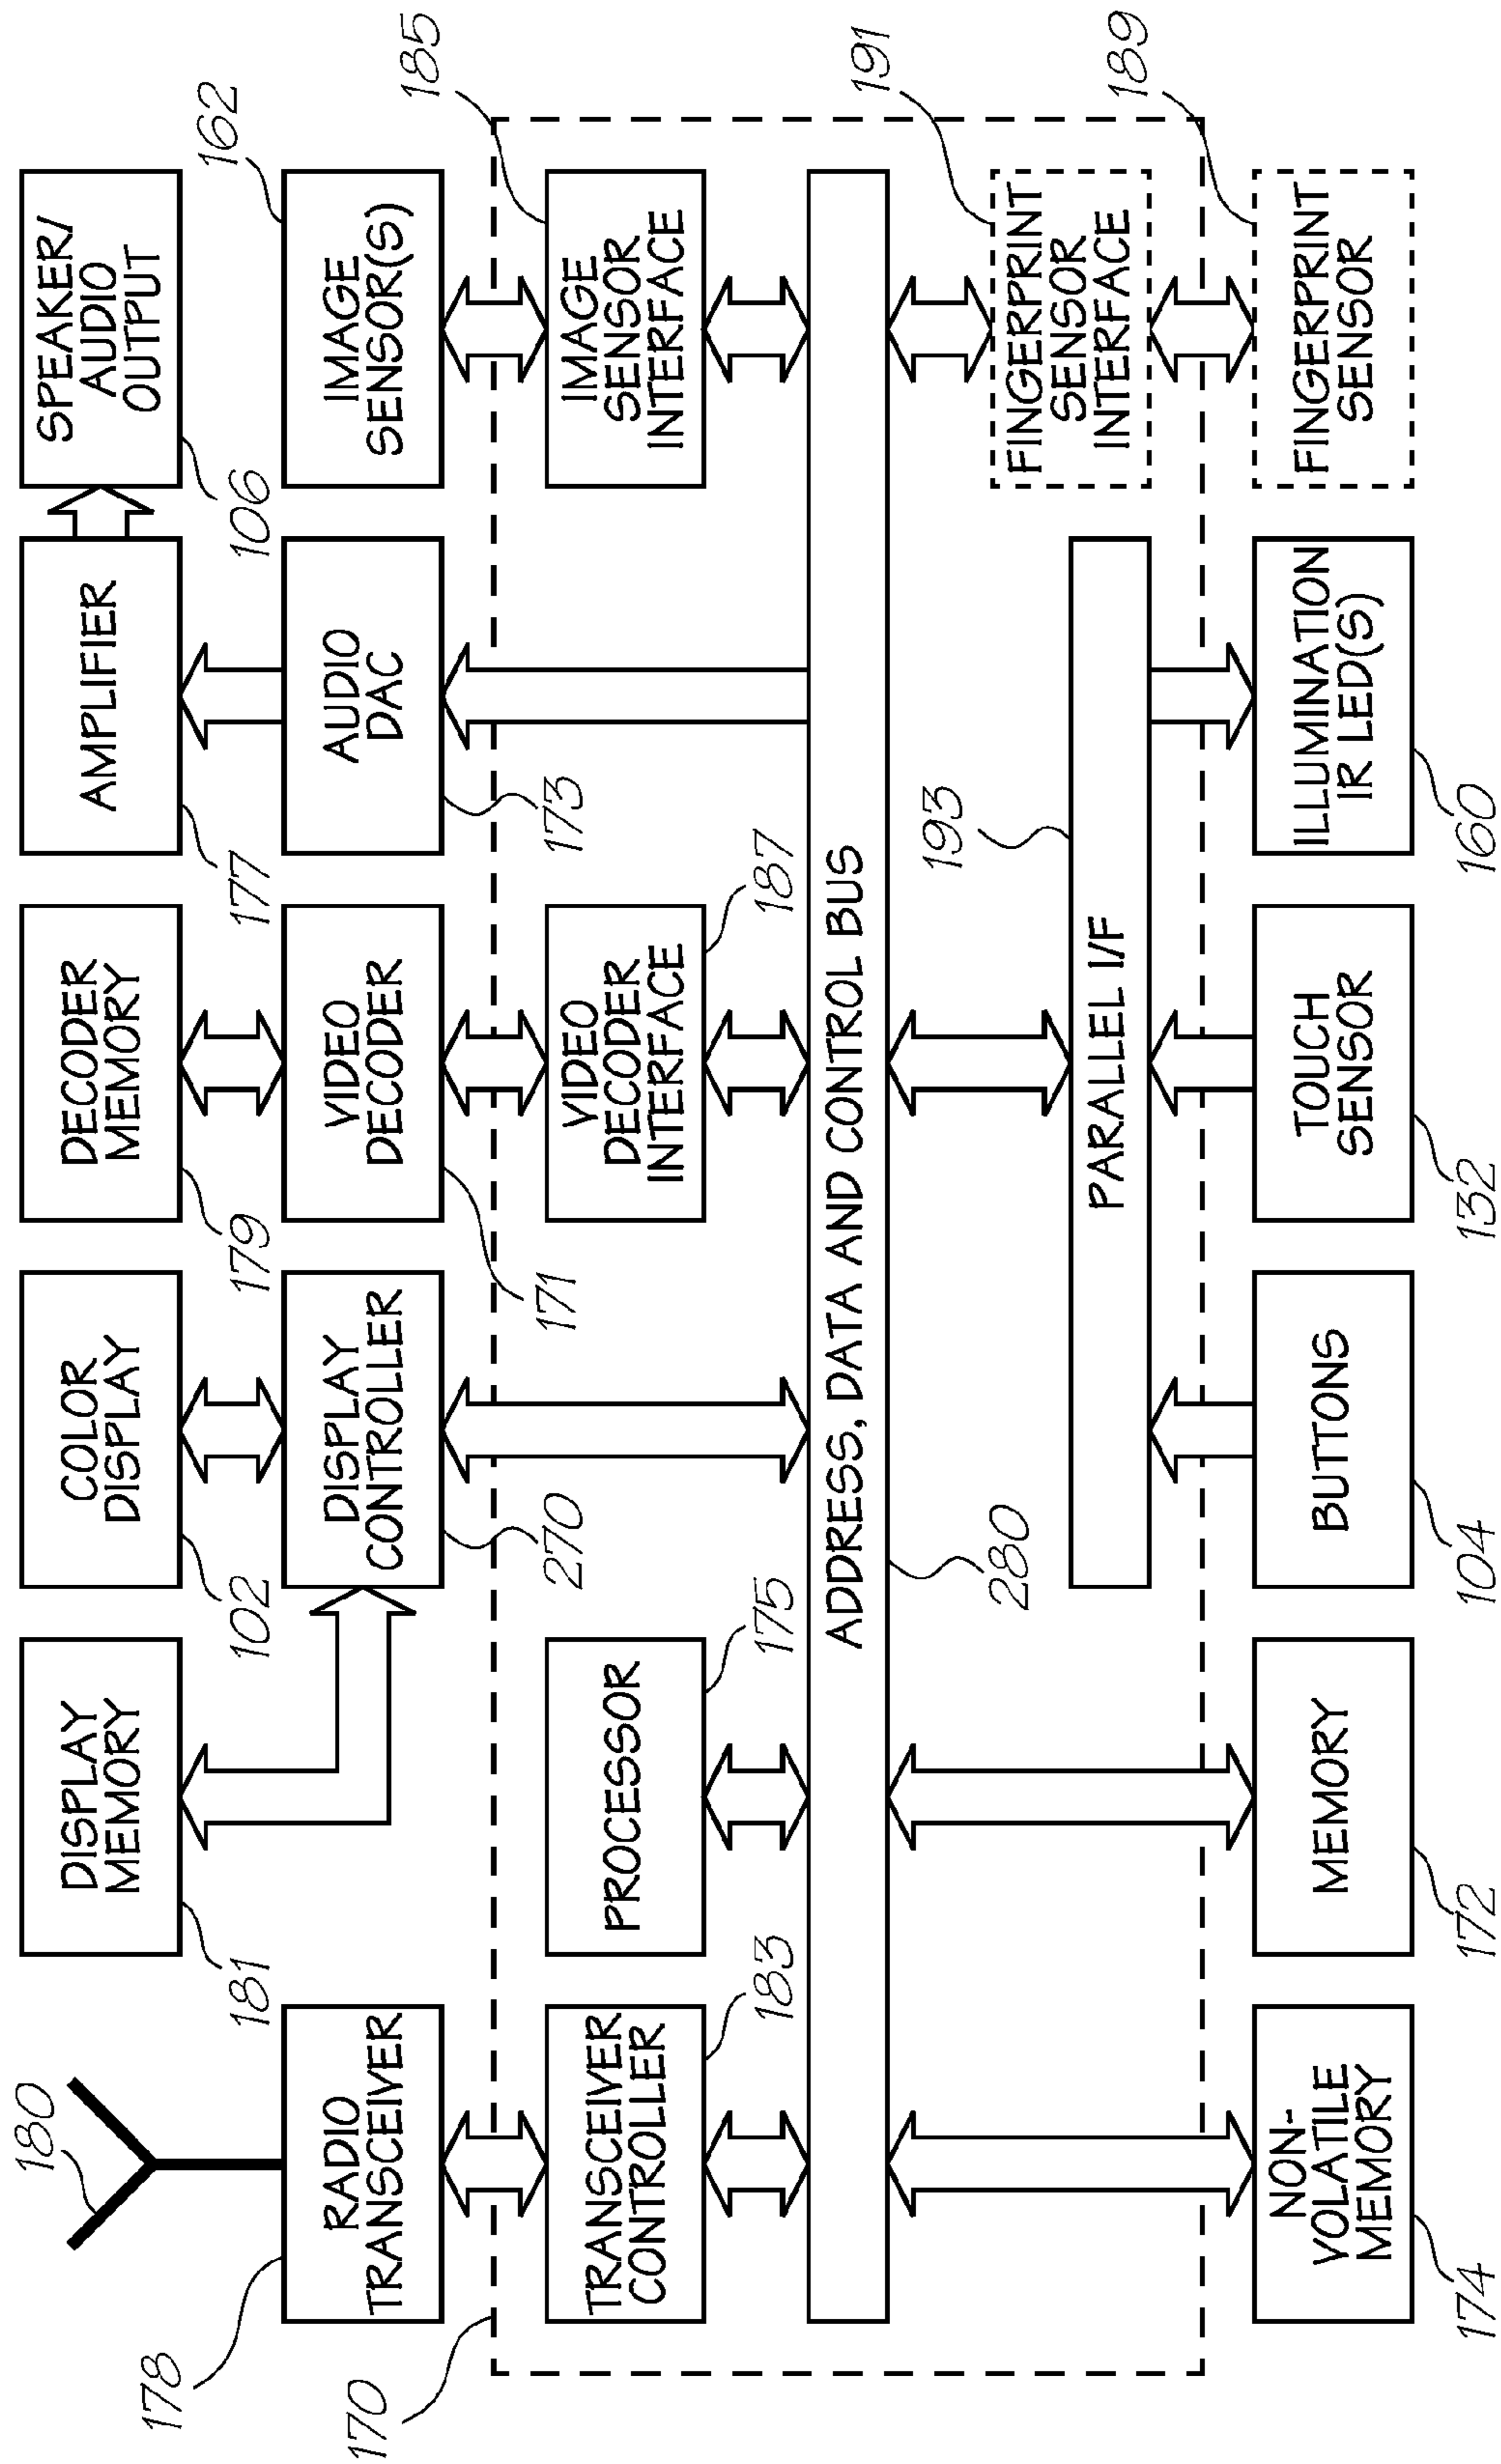 180
DISPLAY
MEMORY
181
COLOR
DISPLAY
102
DECODER
MEMORY
179
AMPLIFIER
177
SPEAKER/
AUDIO
OUTPUT
106
178
RADIO
TRANSCEIVER
DISPLAY
CONTROLLER
270
VIDEO
DECODER
171
AUDIO
DAC
173
IMAGE
SENSOR(S)
162
170
TRANSCEIVER
CONTROLLER
183
PROCESSOR
175
VIDEO
DECODER
INTERFACE
187
IMAGE
SENSOR
INTERFACE
185
ADDRESS, DATA AND CONTROL BUS
280
193
191
PARALLEL I/F
FINGERPRINT
SENSOR
INTERFACE
189
NON-
VOLATILE
MEMORY
174
MEMORY
172
BUTTONS
104
TOUCH
SENSOR
132
ILLUMINATION
IR LED(S)
160
FINGERPRINT
SENSOR